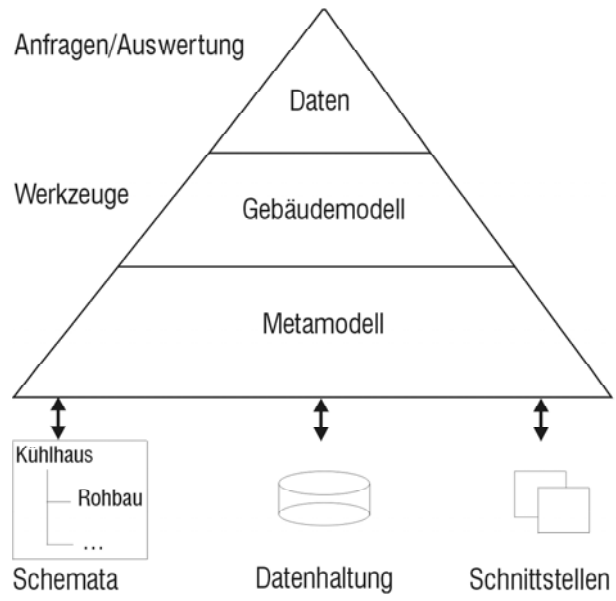 Anfragen/Auswertung
Daten
Werkzeuge
Gebäudemodell
Metamodell
Kühlhaus
Rohbau
...
Schemata
Datenhaltung
Schnittstellen